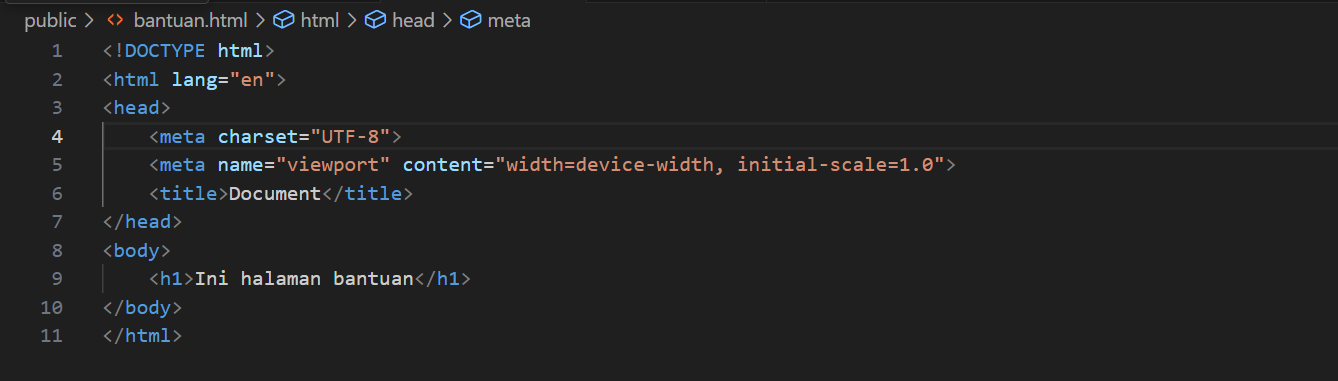 public > <> bantuan.html > html > head > meta
1 <!DOCTYPE html>
2 <html lang="en">
3 <head>
4     <meta charset="UTF-8">
5     <meta name="viewport" content="width=device-width, initial-scale=1.0">
6     <title>Document</title>
7 </head>
8 <body>
9     <h1>Ini halaman bantuan</h1>
10 </body>
11 </html>